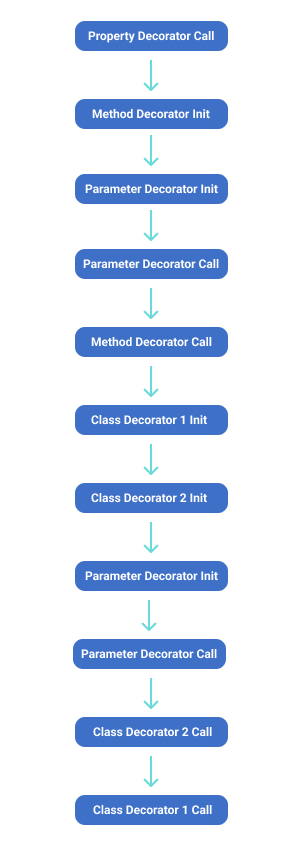 Property Decorator Call
Method Decorator Init
Parameter Decorator Init
Parameter Decorator Call
Method Decorator Call
Class Decorator 1 Init
Class Decorator 2 Init
Parameter Decorator Init
Parameter Decorator Call
Class Decorator 2 Call
Class Decorator 1 Call